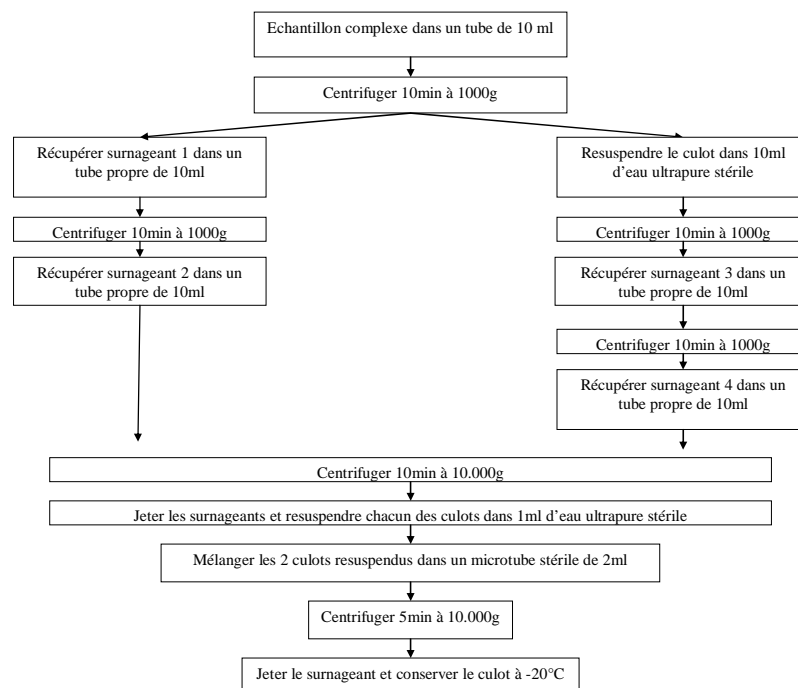 Echantillon complexe dans un tube de 10 ml
Centrifuger 10min à 1000g
Récupérer surnageant 1 dans un
tube propre de 10ml
Centrifuger 10min à 1000g
Récupérer surnageant 2 dans un
tube propre de 10ml
Resuspendre le culot dans 10ml
d’eau ultrapure stérile
Centrifuger 10min à 1000g
Récupérer surnageant 3 dans un
tube propre de 10ml
Centrifuger 10min à 1000g
Récupérer surnageant 4 dans un
tube propre de 10ml
Centrifuger 10min à 10.000g
Jeter les surnageants et resuspendre chacun des culots dans 1ml d’eau ultrapure stérile
Mélanger les 2 culots resuspendus dans un microtube stérile de 2ml
Centrifuger 5min à 10.000g
Jeter le surnageant et conserver le culot à -20°C